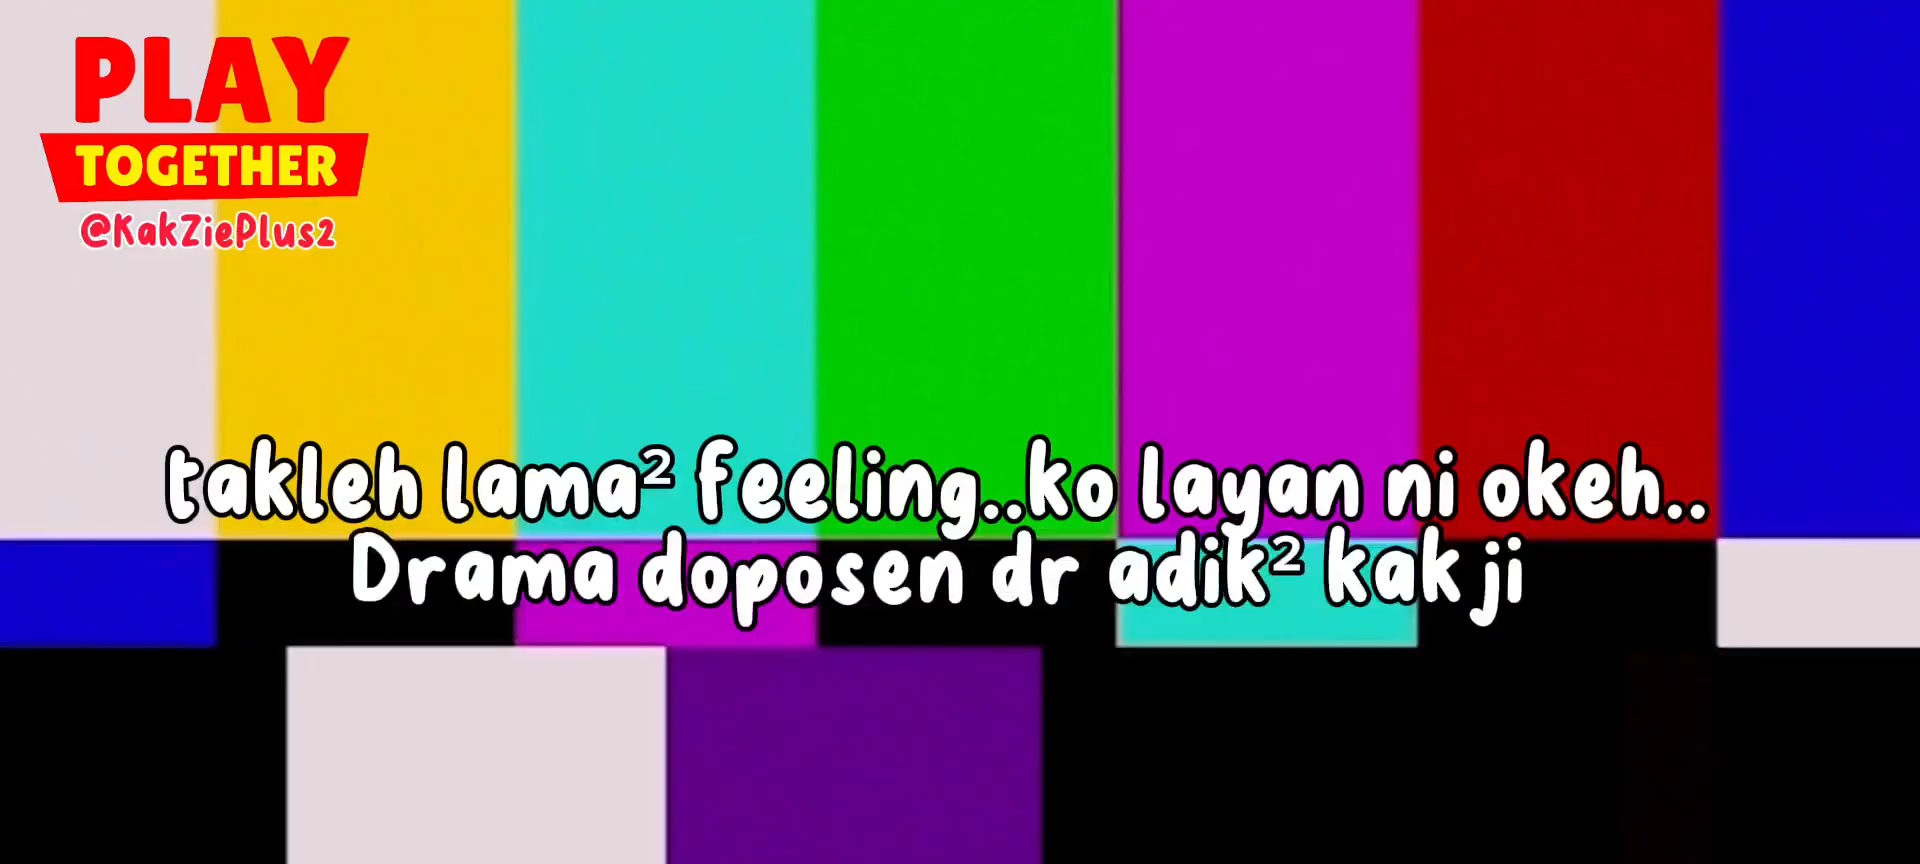 PLAY
TOGETHER
@KakZiePlus2
takleh lama² feeling..ko layan ni okeh..
Drama doposen dr adik² kak ji